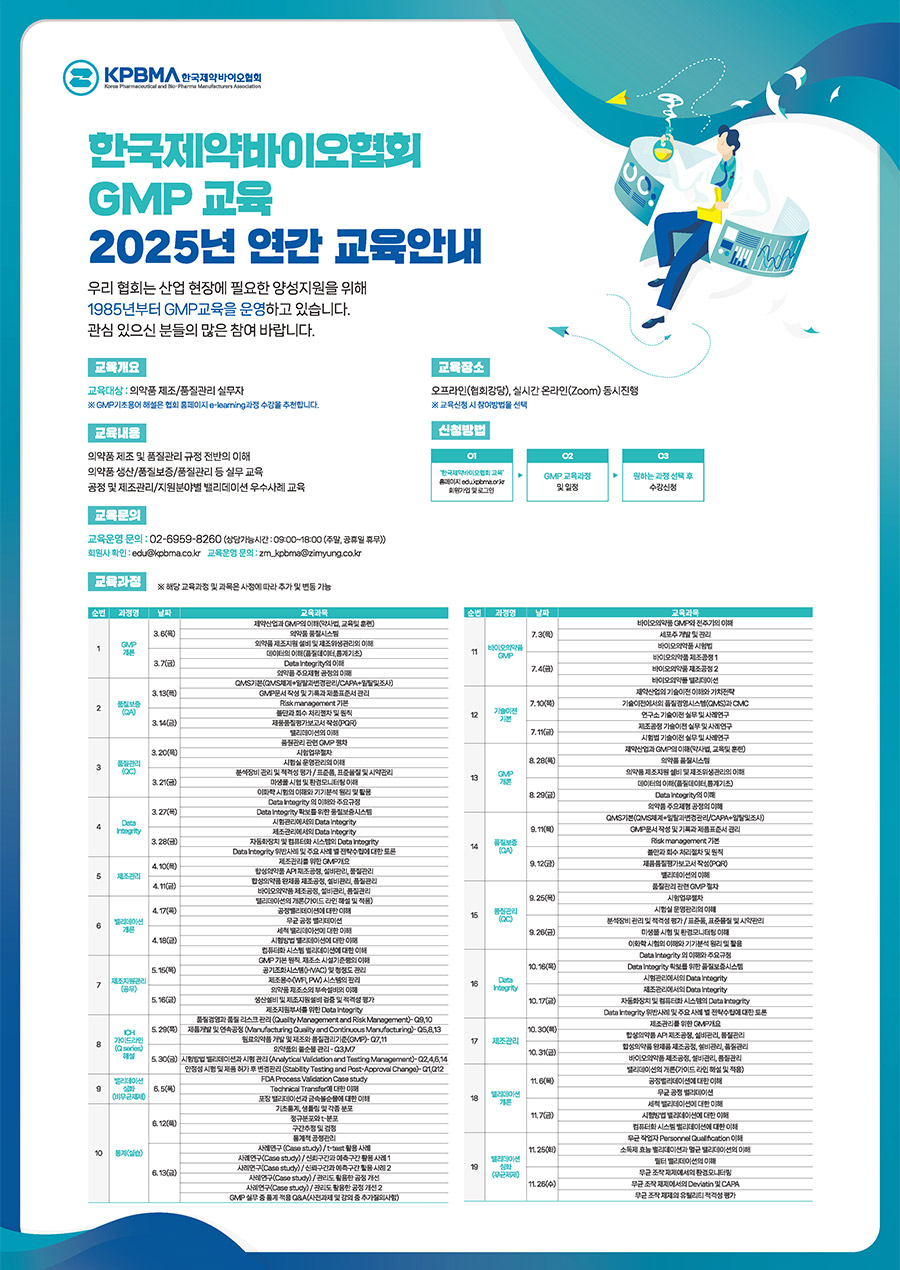 KPBMA 한국제약바이오협회
Korea Pharmaceutical and Bio-Pharma Manufacturers Association
한국제약바이오협회
GMP 교육
2025년 연간 교육안내
우리 협회는 산업 현장에 필요한 양성지원을 위해
1985년부터 GMP교육을 운영하고 있습니다.
관심 있으신 분들의 많은 참여 바랍니다.
교육개요
교육대상 : 의약품 제조/품질관리 실무자
※ GMP기초용어 해설은 협회 홈페이지 e-learning과정 수강을 추천합니다.
교육내용
의약품 제조 및 품질관리 규정 전반의 이해
의약품 생산/품질보증/품질관리 등 실무 교육
공정 및 제조관리/지원분야별 밸리데이션 우수사례 교육
교육문의
교육운영 문의 : 02-6959-8260 (상담가능시간 : 09:00~18:00 (주말, 공휴일 휴무))
회원사 확인 : edu@kpbma.co.kr 교육운영 문의 : zm_kpbma@zimyung.co.kr
교육장소
오프라인(협회강당), 실시간 온라인(Zoom) 동시진행
※ 교육신청 시 참여방법을 선택
신청방법
01
'한국제약바이오협회 교육'
홈페이지 edu.kpbma.or.kr
회원가입 및 로그인
02
GMP 교육과정
및 일정
03
원하는 과정 선택 후
수강신청
교육과정 ※ 해당 교육과정 및 과목은 사정에 따라 추가 및 변동 가능
순번 과정명 날짜 교육과목
1 GMP 개론
3.6(목)
제약산업과 GMP의 이해(약사법, 교육및 훈련)
의약품 품질시스템
의약품 제조지원 설비 및 제조위생관리의 이해
3.7(금)
데이터의 이해(품질데이터,통계기초)
Data Integrity의 이해
의약품 주요제형 공정의 이해
2 품질보증 (QA)
3.13(목)
QMS기본(QMS체계+일탈과변경관리/CAPA+일탈및조사)
GMP문서 작성 및 기록과 제품표준서 관리
Risk management 기본
3.14(금)
불만과 회수 처리절차 및 원칙
제품품질평가보고서 작성(PQR)
밸리데이션의 이해
3 품질관리 (QC)
3.20(목)
품질관리 관련 GMP 절차
시험업무절차
시험실 운영관리의 이해
3.21(금)
분석장비 관리 및 적격성 평가 / 표준품, 표준물질 및 시약관리
미생물 시험 및 환경모니터링 이해
이화학 시험의 이해와 기기분석 원리 및 활용
4 Data Integrity
3.27(목)
Data Integrity 의 이해와 주요규정
Data Integrity 확보를 위한 품질보증시스템
시험관리에서의 Data Integrity
3.28(금)
제조관리에서의 Data Integrity
자동화장치 및 컴퓨터화 시스템의 Data Integrity
Data Integrity 위반사례 및 주요 사례 별 전략수립에 대한 토론
5 제조관리
4.10(목)
제조관리를 위한 GMP개요
합성의약품 API 제조공정, 설비관리, 품질관리
4.11(금)
합성의약품 완제품 제조공정, 설비관리, 품질관리
바이오의약품 제조공정, 설비관리, 품질관리
6 밸리데이션 개론
4.17(목)
밸리데이션의 개론(가이드 라인 해설 및 적용)
공정밸리데이션에 대한 이해
무균 공정 밸리데이션
4.18(금)
세척 밸리데이션에 대한 이해
시험방법 밸리데이션에 대한 이해
컴퓨터화 시스템 밸리데이션에 대한 이해
7 제조지원관리 (공무)
5.15(목)
GMP 기본 원칙, 제조소 시설기준령의 이해
공기조화시스템(HVAC) 및 청정도 관리
제조용수(WFI, PW) 시스템의 관리
5.16(금)
의약품 제조소의 부속설비의 이해
생산설비 및 제조지원설비 검증 및 적격성 평가
제조지원부서를 위한 Data Integrity
8 ICH 가이드라인 (Q series) 해설
5.29(목)
품질경영과 품질 리스크 관리 (Quality Management and Risk Management)- Q9,10
제품개발 및 연속공정 (Manufacturing Quality and Continuous Manufacturing)- Q5,8,13
원료의약품 개발 및 제조와 품질관리기준(GMP)- Q7,11
5.30(금)
의약품의 불순물 관리 - Q3,M7
시험방법 밸리데이션과 시험 관리 (Analytical Validation and Testing Management)- Q2,4,6,14
안정성 시험 및 제품 허가 후 변경관리 (Stability Testing and Post-Approval Change)- Q1,Q12
9 밸리데이션 심화 (비무균제제)
6.5(목)
FDA Process Validation Case study
Technical Transfer에 대한 이해
포장 밸리데이션과 금속불순물에 대한 이해
10 통계(실습)
6.12(목)
기초통계, 샘플링 및 각종 분포
정규분포와 t-분포
구간추정 및 검정
통계적 공정관리
6.13(금)
사례연구 (Case study) / t-test 활용 사례
사례연구(Case study) / 신뢰구간과 예측구간 활용 사례 1
사례연구(Case study) / 신뢰구간과 예측구간 활용 사례 2
사례연구(Case study) / 관리도 활용한 공정 개선
사례연구(Case study) / 관리도 활용한 공정 개선 2
GMP 실무 중 통계 적용 Q&A(사전과제 및 강의 중 추가질의사항)
순번 과정명 날짜 교육과목
11 바이오의약품 GMP
7.3(목)
바이오의약품 GMP와 전주기의 이해
세포주 개발 및 관리
바이오의약품 시험법
7.4(금)
바이오의약품 제조공정 1
바이오의약품 제조공정 2
바이오의약품 밸리데이션
12 기술이전 기본
7.10(목)
제약산업의 기술이전 이해와 가치전략
기술이전에서의 품질경영시스템(QMS)과 CMC
연구소 기술이전 실무 및 사례연구
7.11(금)
제조공정 기술이전 실무 및 사례연구
시험법 기술이전 실무 및 사례연구
13 GMP 개론
8.28(목)
제약산업과 GMP의 이해(약사법, 교육및 훈련)
의약품 품질시스템
의약품 제조지원 설비 및 제조위생관리의 이해
8.29(금)
데이터의 이해(품질데이터,통계기초)
Data Integrity의 이해
의약품 주요제형 공정의 이해
14 품질보증 (QA)
9.11(목)
QMS기본(QMS체계+일탈과변경관리/CAPA+일탈및조사)
GMP문서 작성 및 기록과 제품표준서 관리
Risk management 기본
9.12(금)
불만과 회수 처리절차 및 원칙
제품품질평가보고서 작성(PQR)
밸리데이션의 이해
15 품질관리 (QC)
9.25(목)
품질관리 관련 GMP 절차
시험업무절차
시험실 운영관리의 이해
9.26(금)
분석장비 관리 및 적격성 평가 / 표준품, 표준물질 및 시약관리
미생물 시험 및 환경모니터링 이해
이화학 시험의 이해와 기기분석 원리 및 활용
16 Data Integrity
10.16(목)
Data Integrity 의 이해와 주요규정
Data Integrity 확보를 위한 품질보증시스템
시험관리에서의 Data Integrity
10.17(금)
제조관리에서의 Data Integrity
자동화장치 및 컴퓨터화 시스템의 Data Integrity
Data Integrity 위반사례 및 주요 사례 별 전략수립에 대한 토론
17 제조관리
10.30(목)
제조관리를 위한 GMP개요
합성의약품 API 제조공정, 설비관리, 품질관리
10.31(금)
합성의약품 완제품 제조공정, 설비관리, 품질관리
바이오의약품 제조공정, 설비관리, 품질관리
18 밸리데이션 개론
11.6(목)
밸리데이션의 개론(가이드 라인 해설 및 적용)
공정밸리데이션에 대한 이해
무균 공정 밸리데이션
11.7(금)
세척 밸리데이션에 대한 이해
시험방법 밸리데이션에 대한 이해
컴퓨터화 시스템 밸리데이션에 대한 이해
19 밸리데이션 심화 (무균제제)
11.25(화)
무균 작업자 Personnel Qualification 이해
소독제 효능 밸리데이션과 멸균 밸리데이션의 이해
필터 밸리데이션의 이해
11.26(수)
무균 조작 제제에서의 환경모니터링
무균 조작 제제에서의 Deviatin 및 CAPA
무균 조작 제제의 유틸리티 적격성 평가